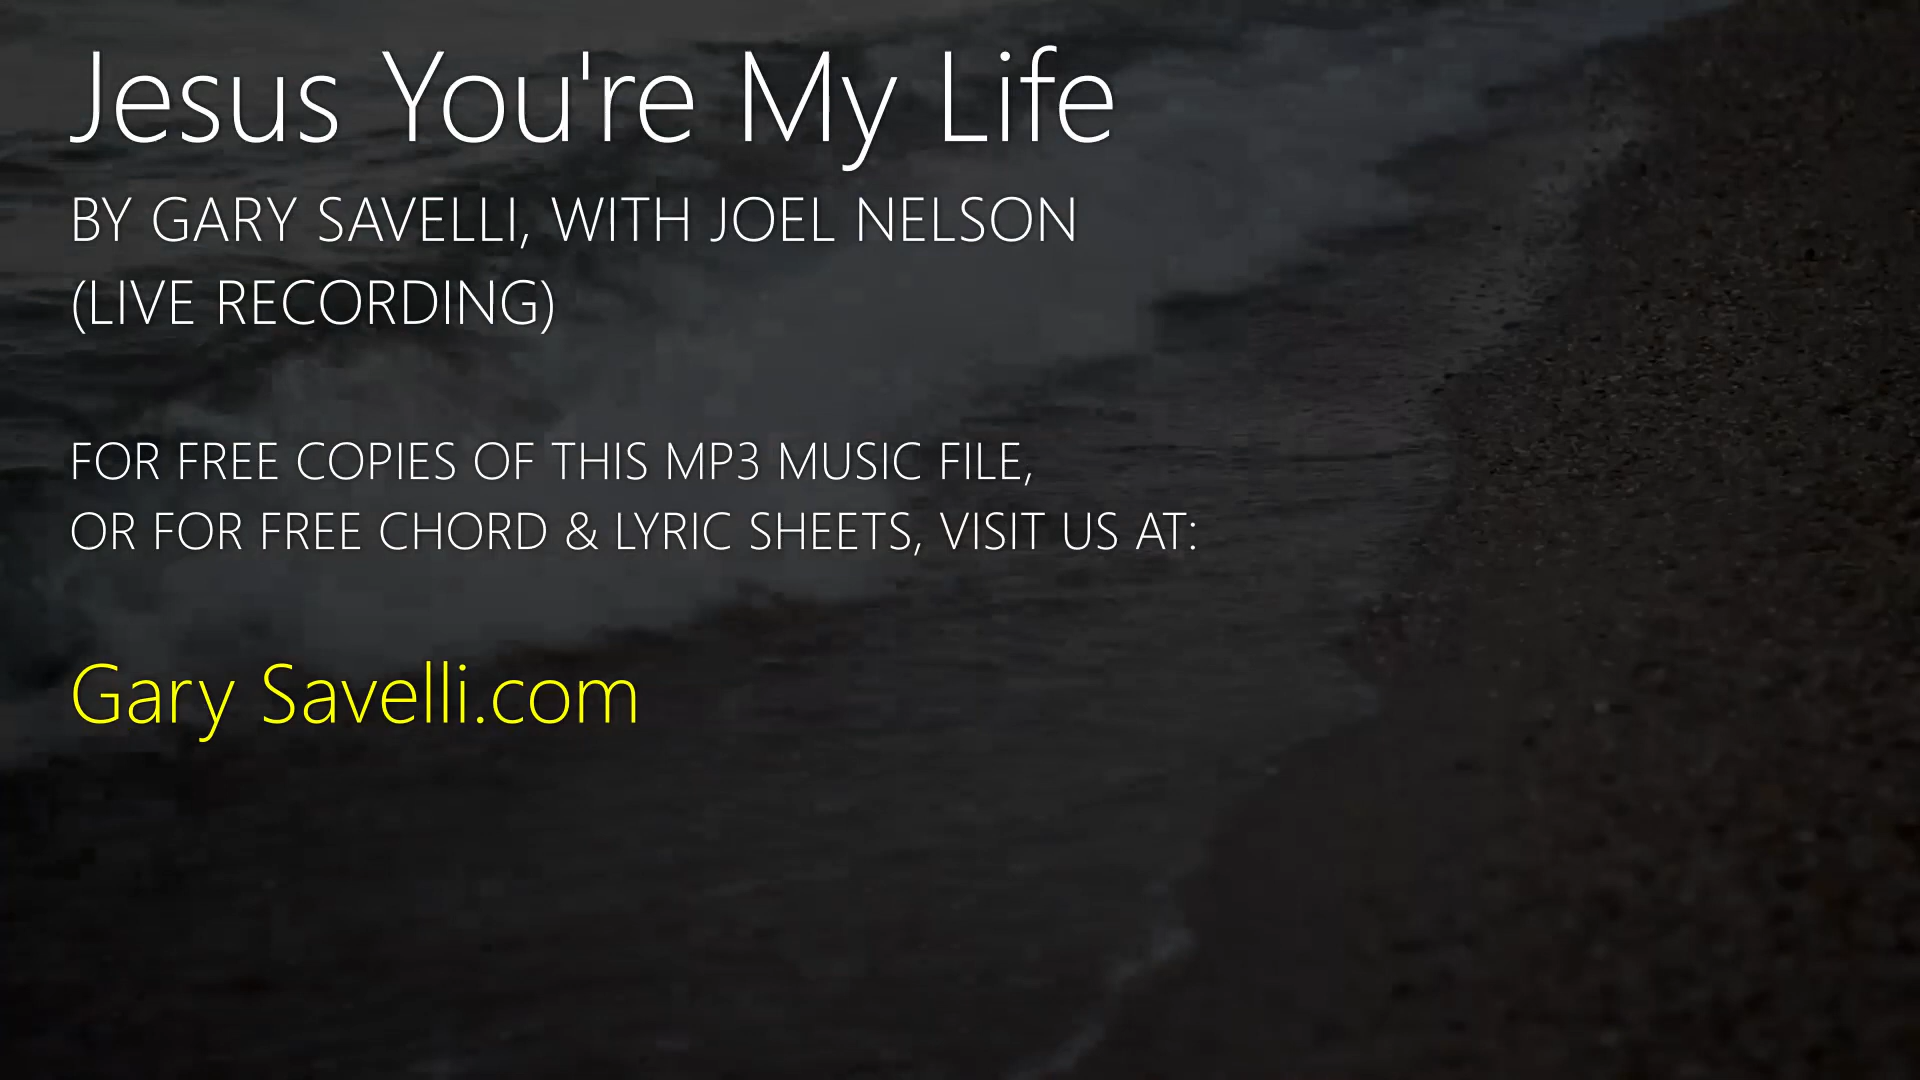 Jesus You're My Life
BY GARY SAVELLI, WITH JOEL NELSON
(LIVE RECORDING)
FOR FREE COPIES OF THIS MP3 MUSIC FILE,
OR FOR FREE CHORD & LYRIC SHEETS, VISIT US AT:
Gary Savelli.com